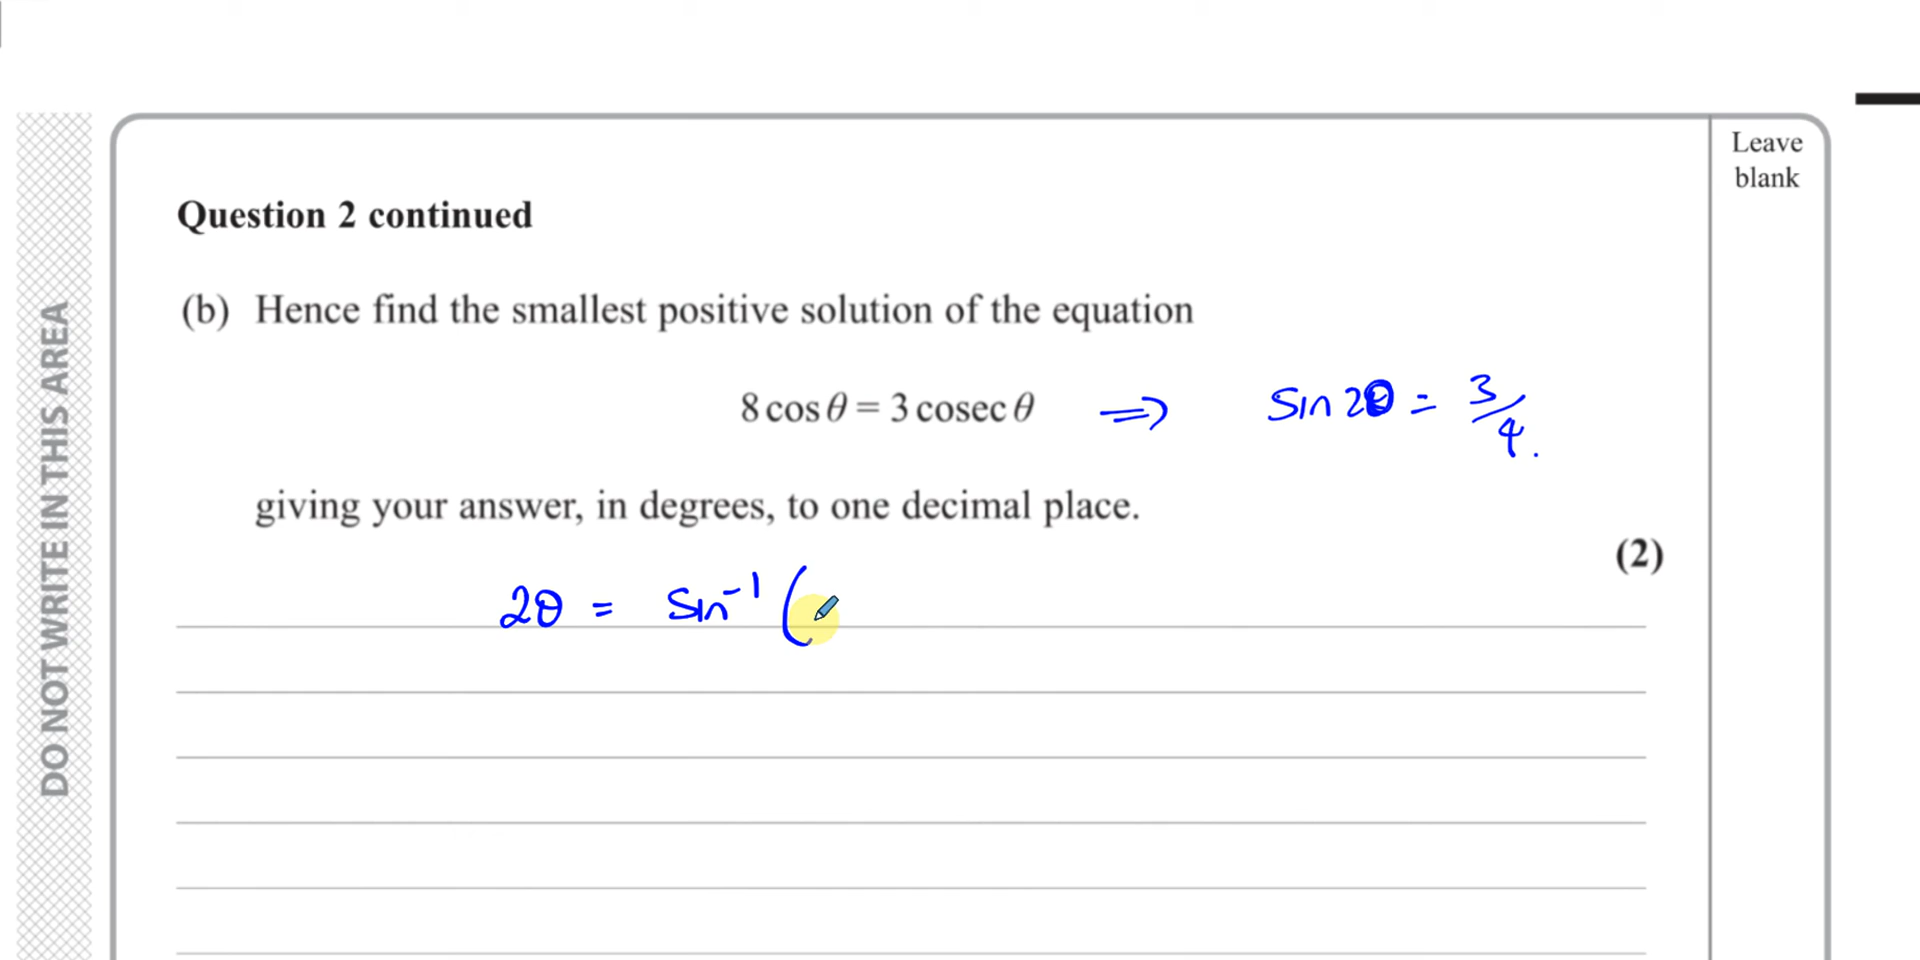 Leave
blank
Question 2 continued
(b) Hence find the smallest positive solution of the equation
8 cos θ = 3 cosec θ ⇒ Sin 2θ = 3/4.
giving your answer, in degrees, to one decimal place.
(2)
2θ = Sin⁻¹ (
DO NOT WRITE IN THIS AREA